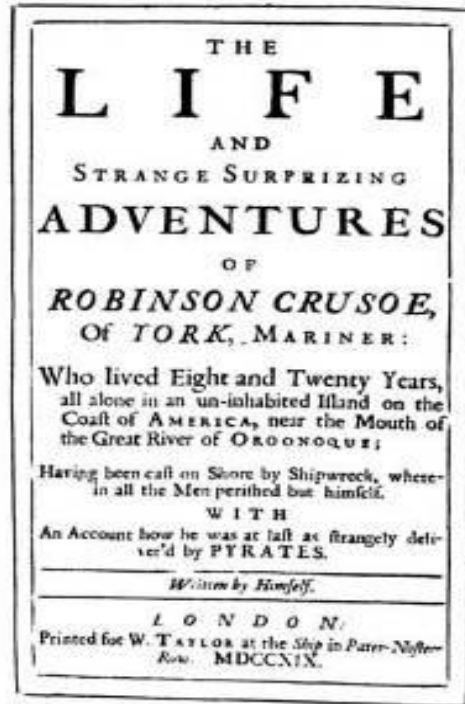 THE
LIFE
AND
STRANGE SURPRIZING
ADVENTURES
OF
ROBINSON CRUSOE,
Of YORK, MARINER:
Who lived Eight and Twenty Years,
all alone in an un-inhabited Iſland on the
Coaſt of AMERICA, near the Mouth of
the Great River of OROONOQUE;
Having been caſt on Shore by Shipwreck, where-
in all the Men periſhed but himſelf.
WITH
An Account how he was at laſt as ſtrangely deli-
ver'd by PYRATES.
Written by Himſelf.
LONDON:
Printed for W. TAYLOR at the Ship in Pater-Noſter-
Row. MDCCXIX.